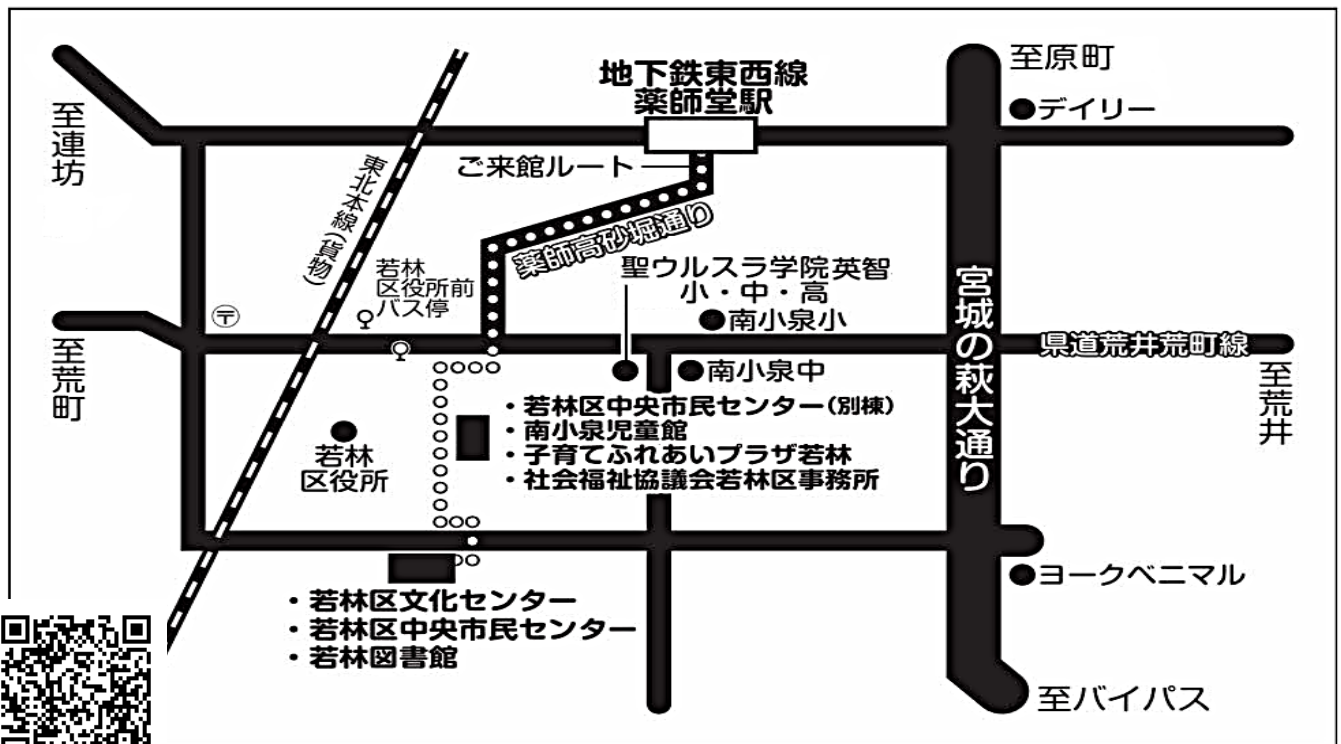 至原町
デイリー
地下鉄東西線
薬師堂駅
至連坊
ご来館ルート
東北本線(貨物)
薬師高砂堀通り
若林
区役所前
バス停
聖ウルスラ学院英智
小・中・高
南小泉小
〒
宮城の萩大通り
県道荒井荒町線
至荒町
至荒井
南小泉中
・若林区中央市民センター(別棟)
・南小泉児童館
・子育てふれあいプラザ若林
・社会福祉協議会若林区事務所
若林
区役所
ヨークベニマル
・若林区文化センター
・若林区中央市民センター
・若林図書館
至バイパス